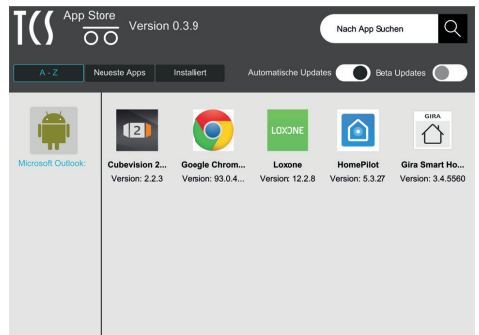 TCS App Store Version 0.3.9
Nach App Suchen
A - Z Neueste Apps Installiert Automatische Updates Beta Updates
Microsoft Outlook:
2
LOXONE
GIRA
Cubevision 2... Google Chrom... Loxone HomePilot Gira Smart Ho...
Version: 2.2.3 Version: 93.0.4... Version: 12.2.8 Version: 5.3.27 Version: 3.4.5560